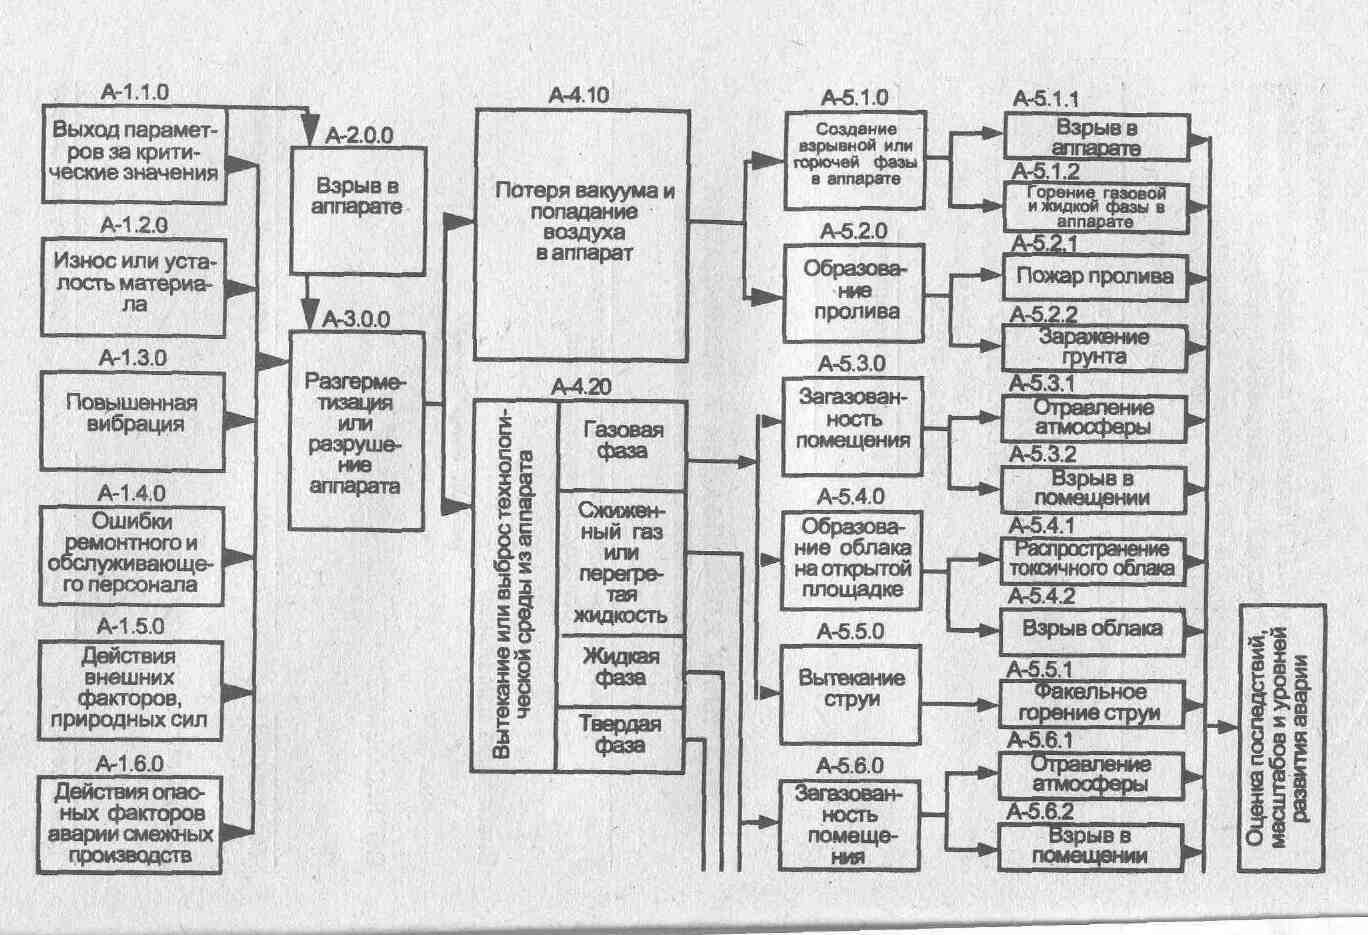 А-1.1.0
Выход парамет-
ров за крити-
ческие значения
А-1.2.0
Износ или уста-
лость материа-
ла
А-1.3.0
Повышенная
вибрация
А-1.4.0
Ошибки
ремонтного и
обслуживающе-
го персонала
А-1.5.0
Действия
внешних
факторов,
природных сил
А-1.6.0
Действия опас-
ных факторов
аварии смежных
производств
А-2.0.0
Взрыв в
аппарате
А-3.0.0
Разгерме-
тизация
или
разруше-
ние
аппарата
А-4.10
Потеря вакуума и
попадание
воздуха
в аппарат
А-4.20
Вытекание или выброс технологи-
ческой среды из аппарата
Газовая
фаза
Сжижен-
ный газ
или
перегре-
тая
жидкость
Жидкая
фаза
Твердая
фаза
А-5.1.0
Создание
взрывной или
горючей фазы
в аппарате
А-5.2.0
Образова-
ние
пролива
А-5.3.0
Загазован-
ность
помещения
А-5.4.0
Образова-
ние облака
на открытой
площадке
А-5.5.0
Вытекание
струи
А-5.6.0
Загазован-
ность
помеще-
ния
А-5.1.1
Взрыв в
аппарате
А-5.1.2
Горение газовой
и жидкой фазы в
аппарате
А-5.2.1
Пожар пролива
А-5.2.2
Заражение
грунта
А-5.3.1
Отравление
атмосферы
А-5.3.2
Взрыв в
помещении
А-5.4.1
Распространение
токсичного облака
А-5.4.2
Взрыв облака
А-5.5.1
Факельное
горение струи
А-5.6.1
Отравление
атмосферы
А-5.6.2
Взрыв в
помещении
Оценка последствий,
масштабов и уровней
развития аварии